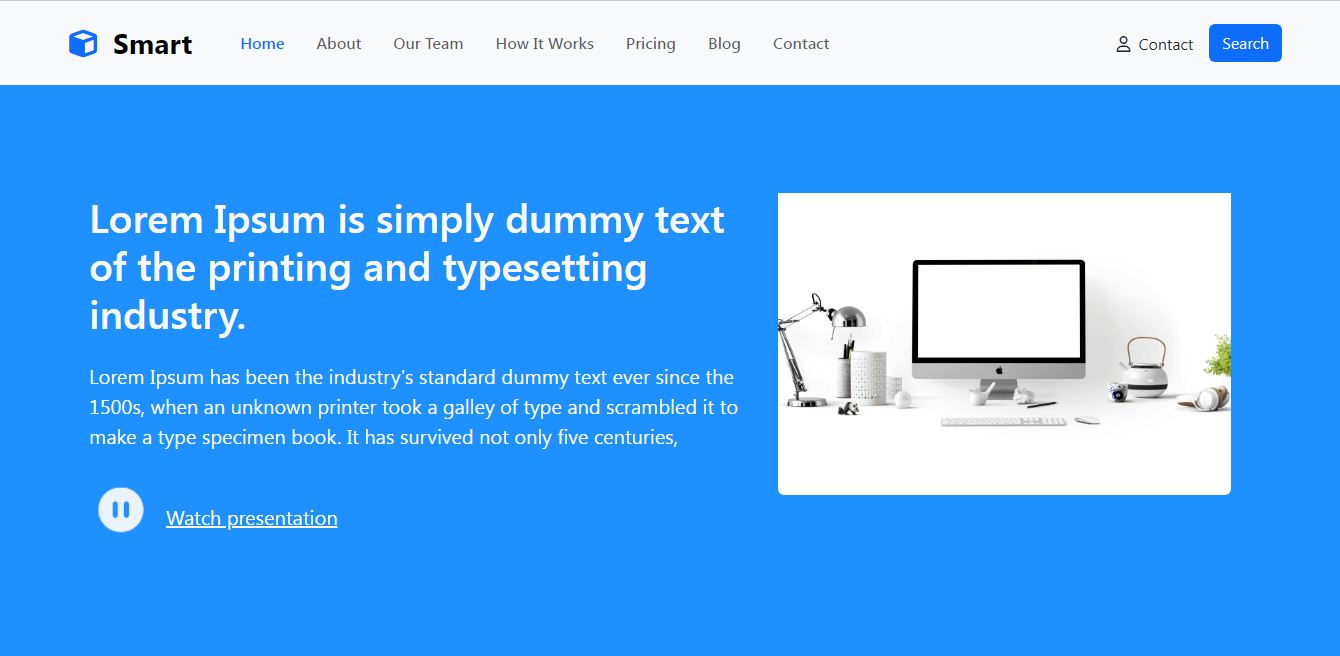 Smart Home About Our Team How It Works Pricing Blog Contact Contact Search
Lorem Ipsum is simply dummy text
of the printing and typesetting
industry.
Lorem Ipsum has been the industry's standard dummy text ever since the
1500s, when an unknown printer took a galley of type and scrambled it to
make a type specimen book. It has survived not only five centuries,
Watch presentation